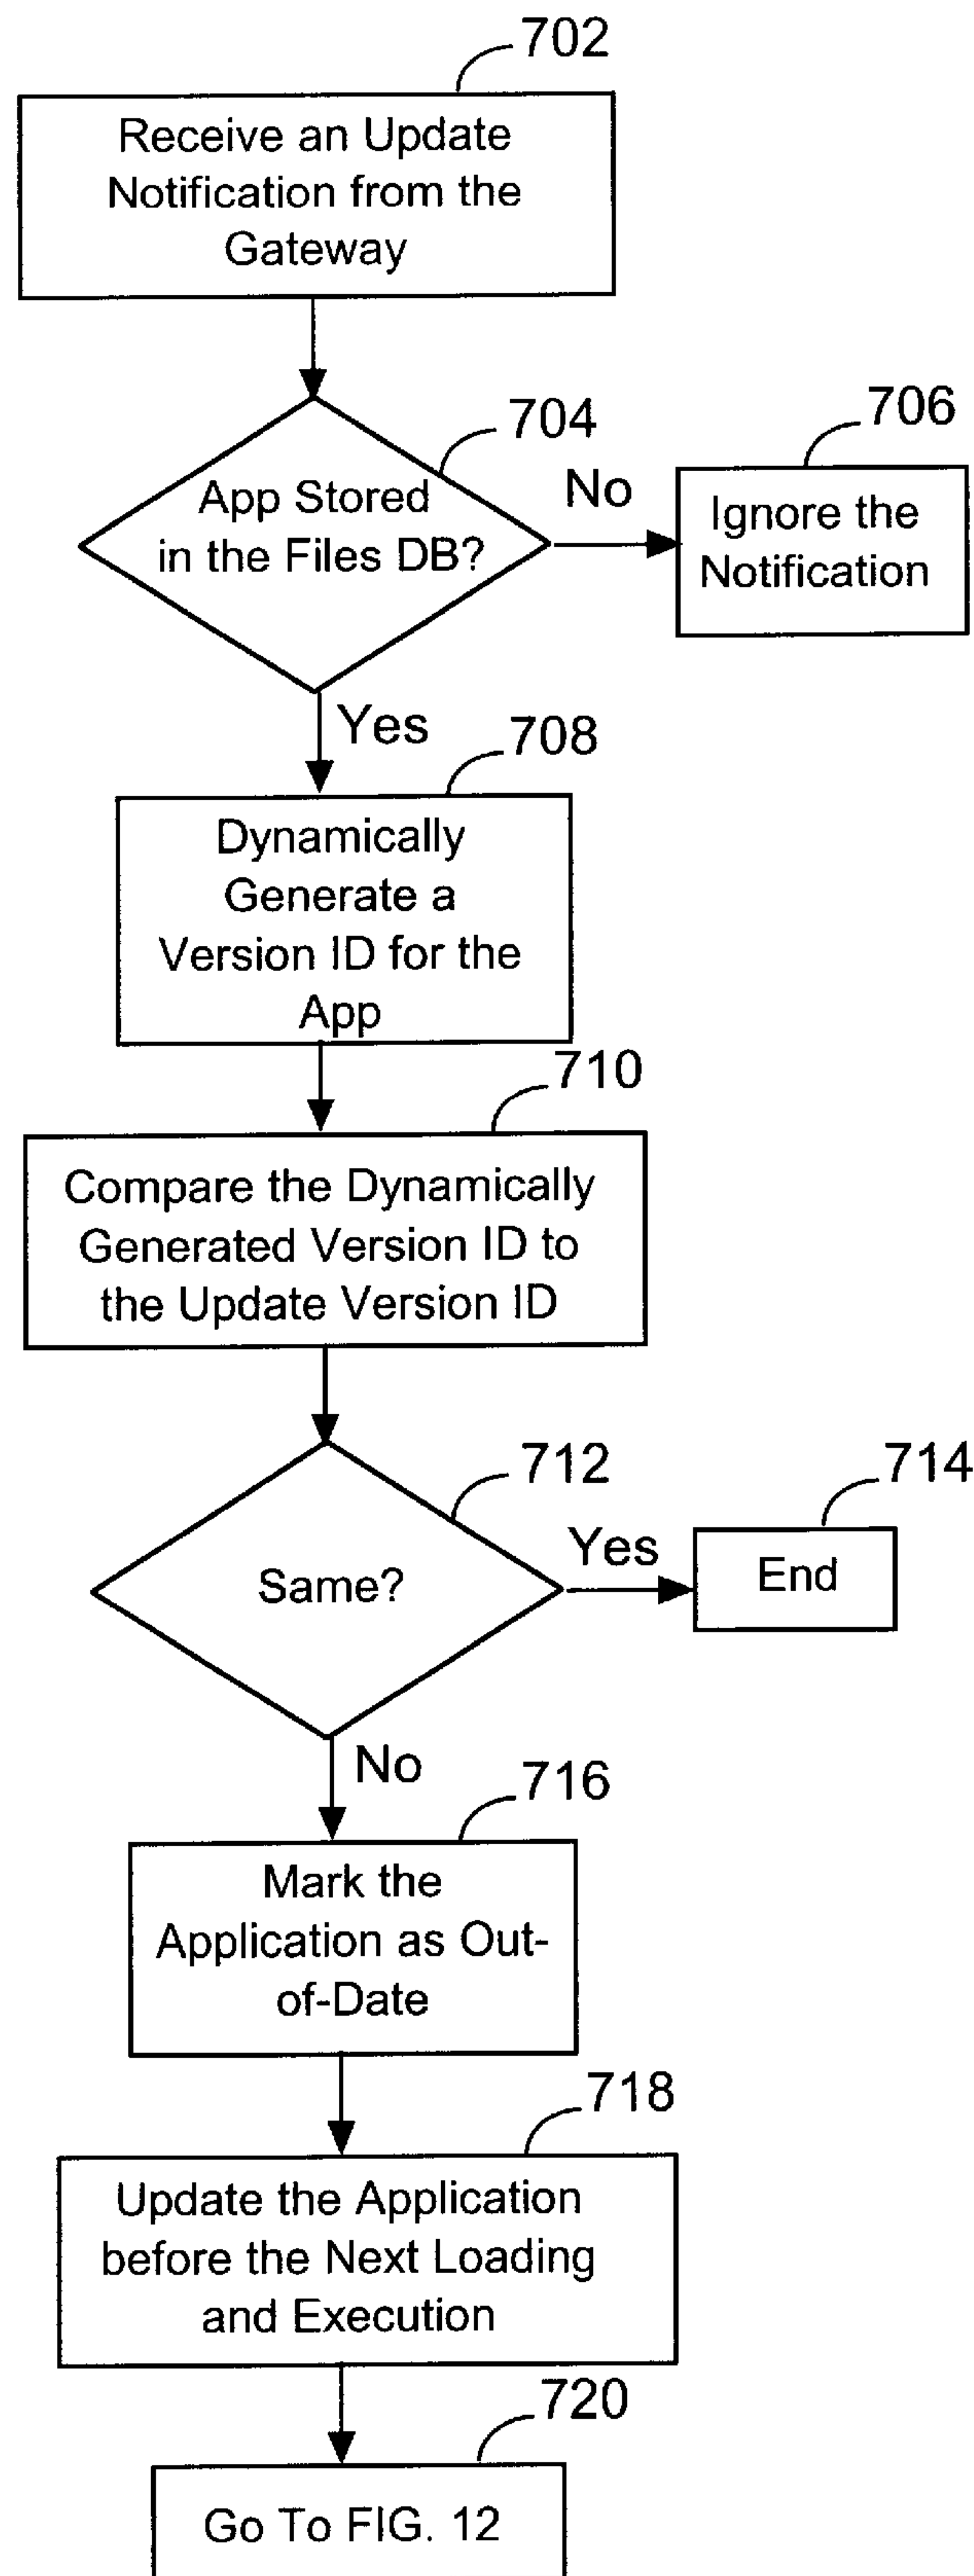 702
Receive an Update
Notification from the
Gateway
704
App Stored
in the Files DB?
No
706
Ignore the
Notification
Yes
708
Dynamically
Generate a
Version ID for the
App
710
Compare the Dynamically
Generated Version ID to
the Update Version ID
712
Same?
Yes
714
End
No
716
Mark the
Application as Out-
of-Date
718
Update the Application
before the Next Loading
and Execution
720
Go To FIG. 12